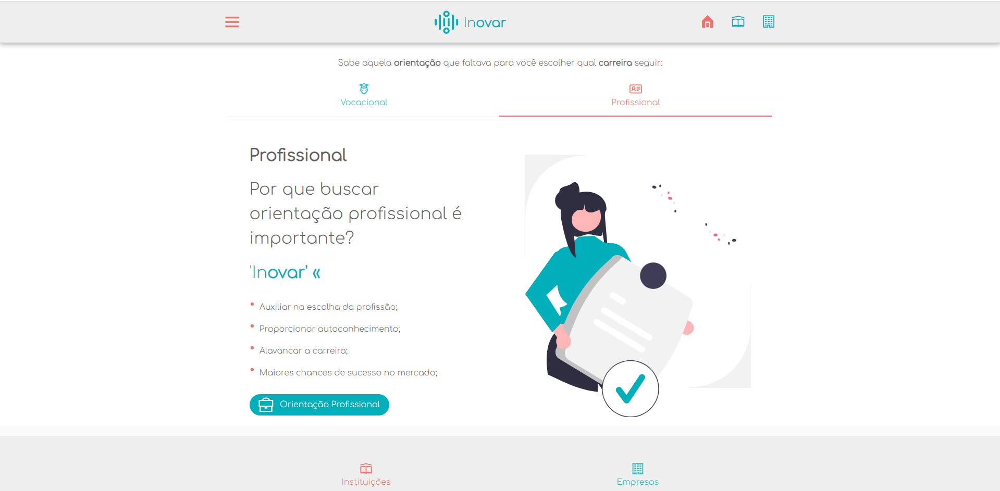 Inovar
Sabe aquela orientação que faltava para você escolher qual carreira seguir:
Vocacional
Profissional
Profissional
Por que buscar
orientação profissional é
importante?
'Inovar' «
Auxiliar na escolha da profissão;
Proporcionar autoconhecimento;
Alavancar a carreira;
Maiores chances de sucesso no mercado;
Orientação Profissional
Instituições
Empresas